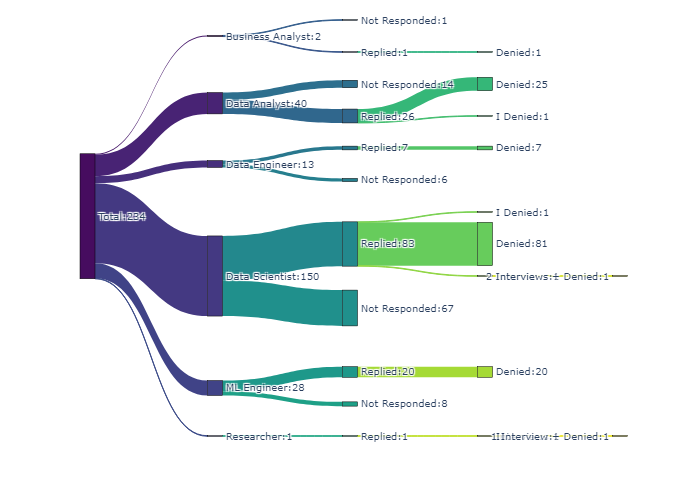 Not Responded:1
Business Analyst:2
Replied:1
Denied:1
Not Responded:14
Denied:25
Data Analyst:40
Replied:26
I Denied:1
Replied:7
Denied:7
Data Engineer:13
Not Responded:6
I Denied:1
Total:234
Replied:83
Denied:81
Data Scientist:150
2 Interviews:1
Denied:1
Not Responded:67
Replied:20
Denied:20
ML Engineer:28
Not Responded:8
Researcher:1
Replied:1
Denied:1